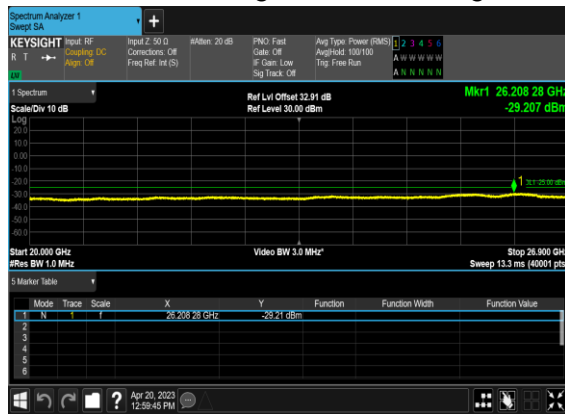 Spectrum Analyzer 1
Swept SA
+
KEYSIGHT
R T
Input: RF
Coupling: DC
Align: Off
Input Z: 50 Ω
Corrections: Off
Freq Ref: Int (S)
#Atten: 20 dB
PNO: Fast
Gate: Off
IF Gain: Low
Sig Track: Off
Avg Type: Power (RMS)
Avg|Hold: 100/100
Trig: Free Run
1 2 3 4 5 6
A W W W W W
A N N N N N
1 Spectrum
Scale/Div 10 dB
Ref Lvl Offset 32.91 dB
Ref Level 30.00 dBm
Mkr1 26.208 28 GHz
-29.207 dBm
Log
20.0
10.0
0.00
-10.0
-20.0
-30.0
-40.0
-50.0
-60.0
1
DL1 -25.00 dBm
Start 20.000 GHz
#Res BW 1.0 MHz
Video BW 3.0 MHz*
Stop 26.900 GHz
Sweep 13.3 ms (40001 pts)
5 Marker Table
Mode Trace Scale X Y Function Function Width Function Value
1 N 1 f 26.208 28 GHz -29.21 dBm
2
3
4
5
6
? Apr 20, 2023
12:59:45 PM